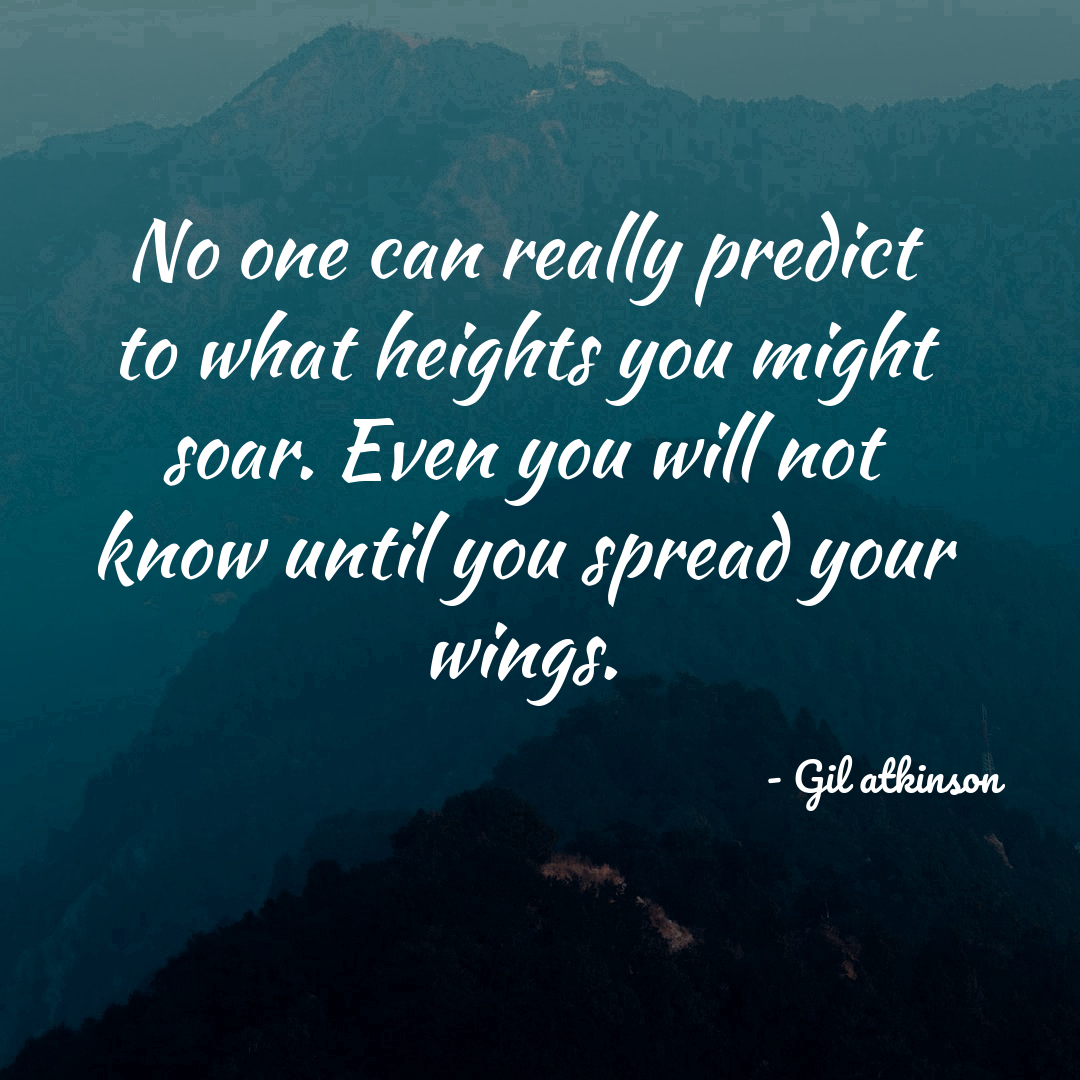 No one can really predict
to what heights you might
soar. Even you will not
know until you spread your
wings.
- Gil atkinson